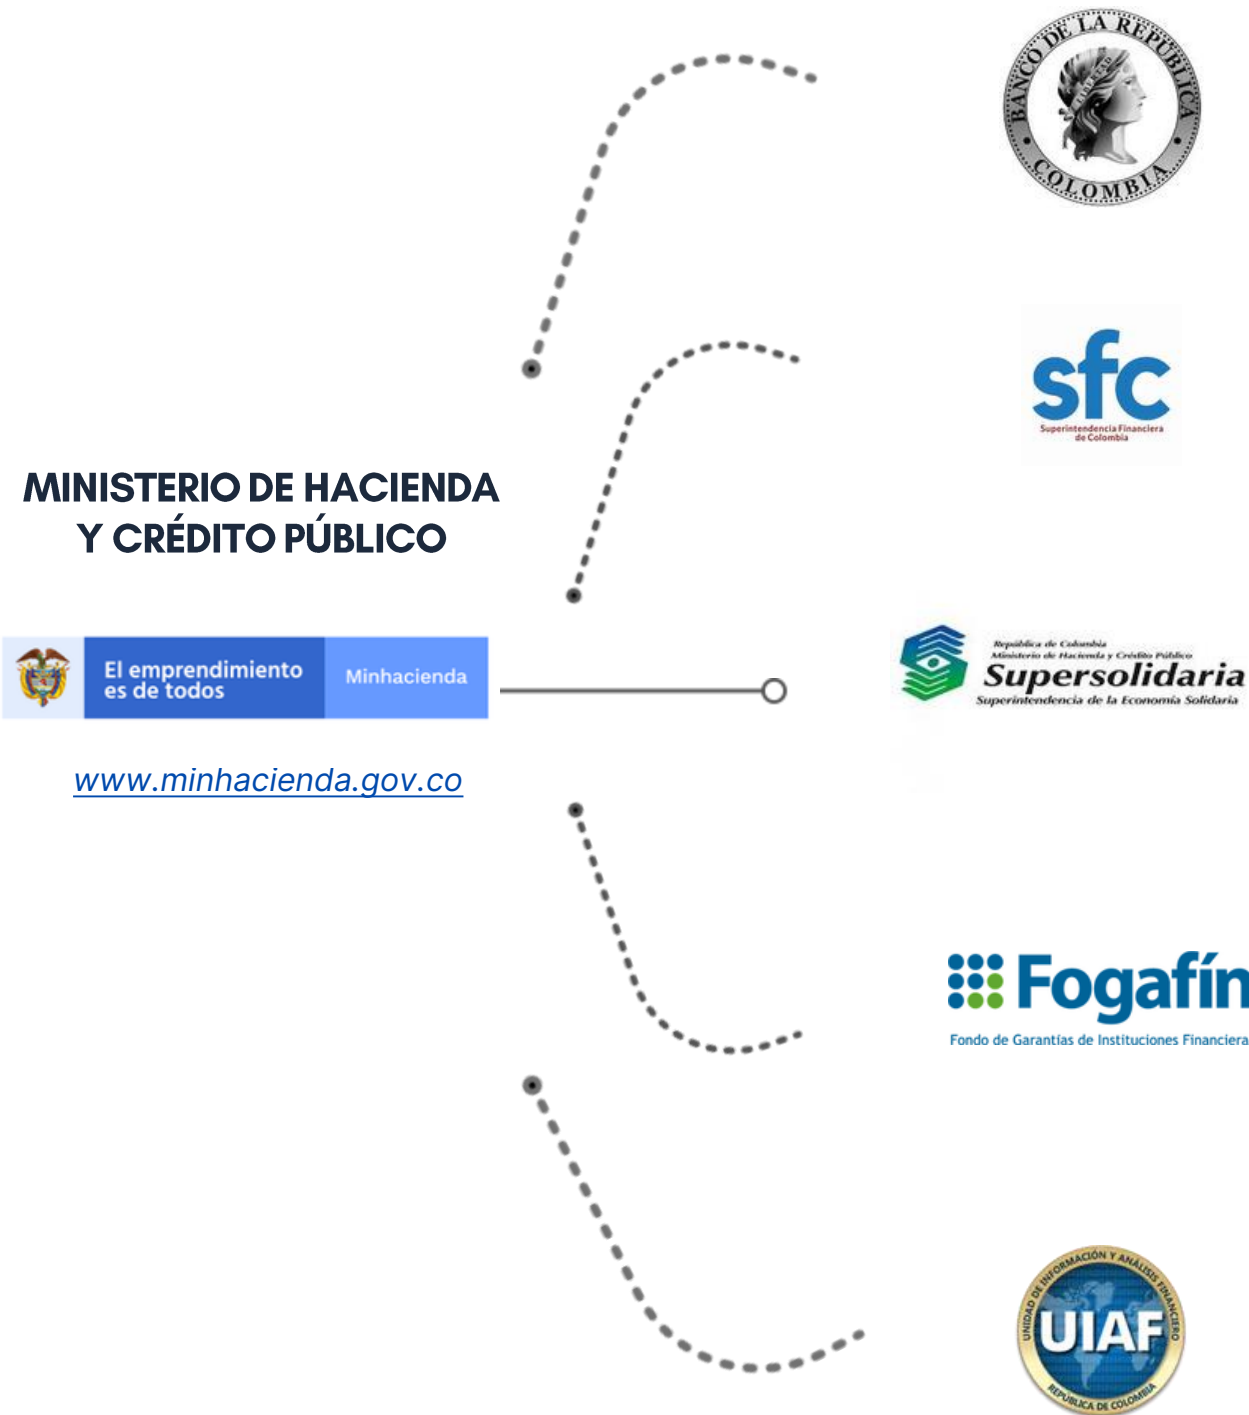 BANCO DE LA REPÚBLICA
COLOMBIA
LIBERTAD
sfc
Superintendencia Financiera
de Colombia
MINISTERIO DE HACIENDA
Y CRÉDITO PÚBLICO
El emprendimiento
es de todos
Minhacienda
www.minhacienda.gov.co
República de Colombia
Ministerio de Hacienda y Crédito Público
Supersolidaria
Superintendencia de la Economía Solidaria
Fogafín
Fondo de Garantías de Instituciones Financiera
UNIDAD DE INFORMACIÓN Y ANÁLISIS FINANCIERO
UIAF
REPÚBLICA DE COLOMBIA